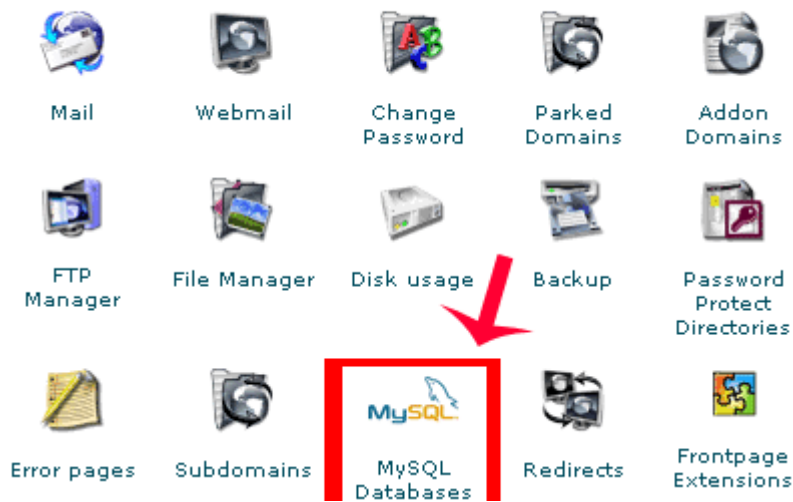 Mail
Webmail
Change
Password
Parked
Domains
Addon
Domains
FTP
Manager
File Manager
Disk usage
Backup
Password
Protect
Directories
Error pages
Subdomains
MySQL
MySQL
Databases
Redirects
Frontpage
Extensions